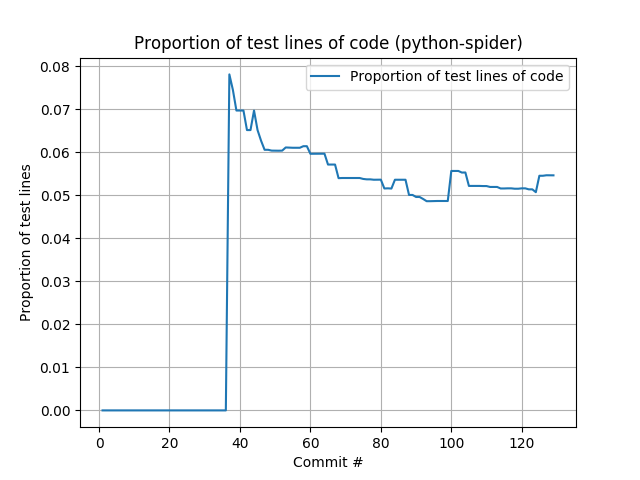 Proportion of test lines of code (python-spider)
Proportion of test lines of code
0.08
0.07
0.06
0.05
0.04
0.03
0.02
0.01
0.00
Proportion of test lines
0 20 40 60 80 100 120
Commit #